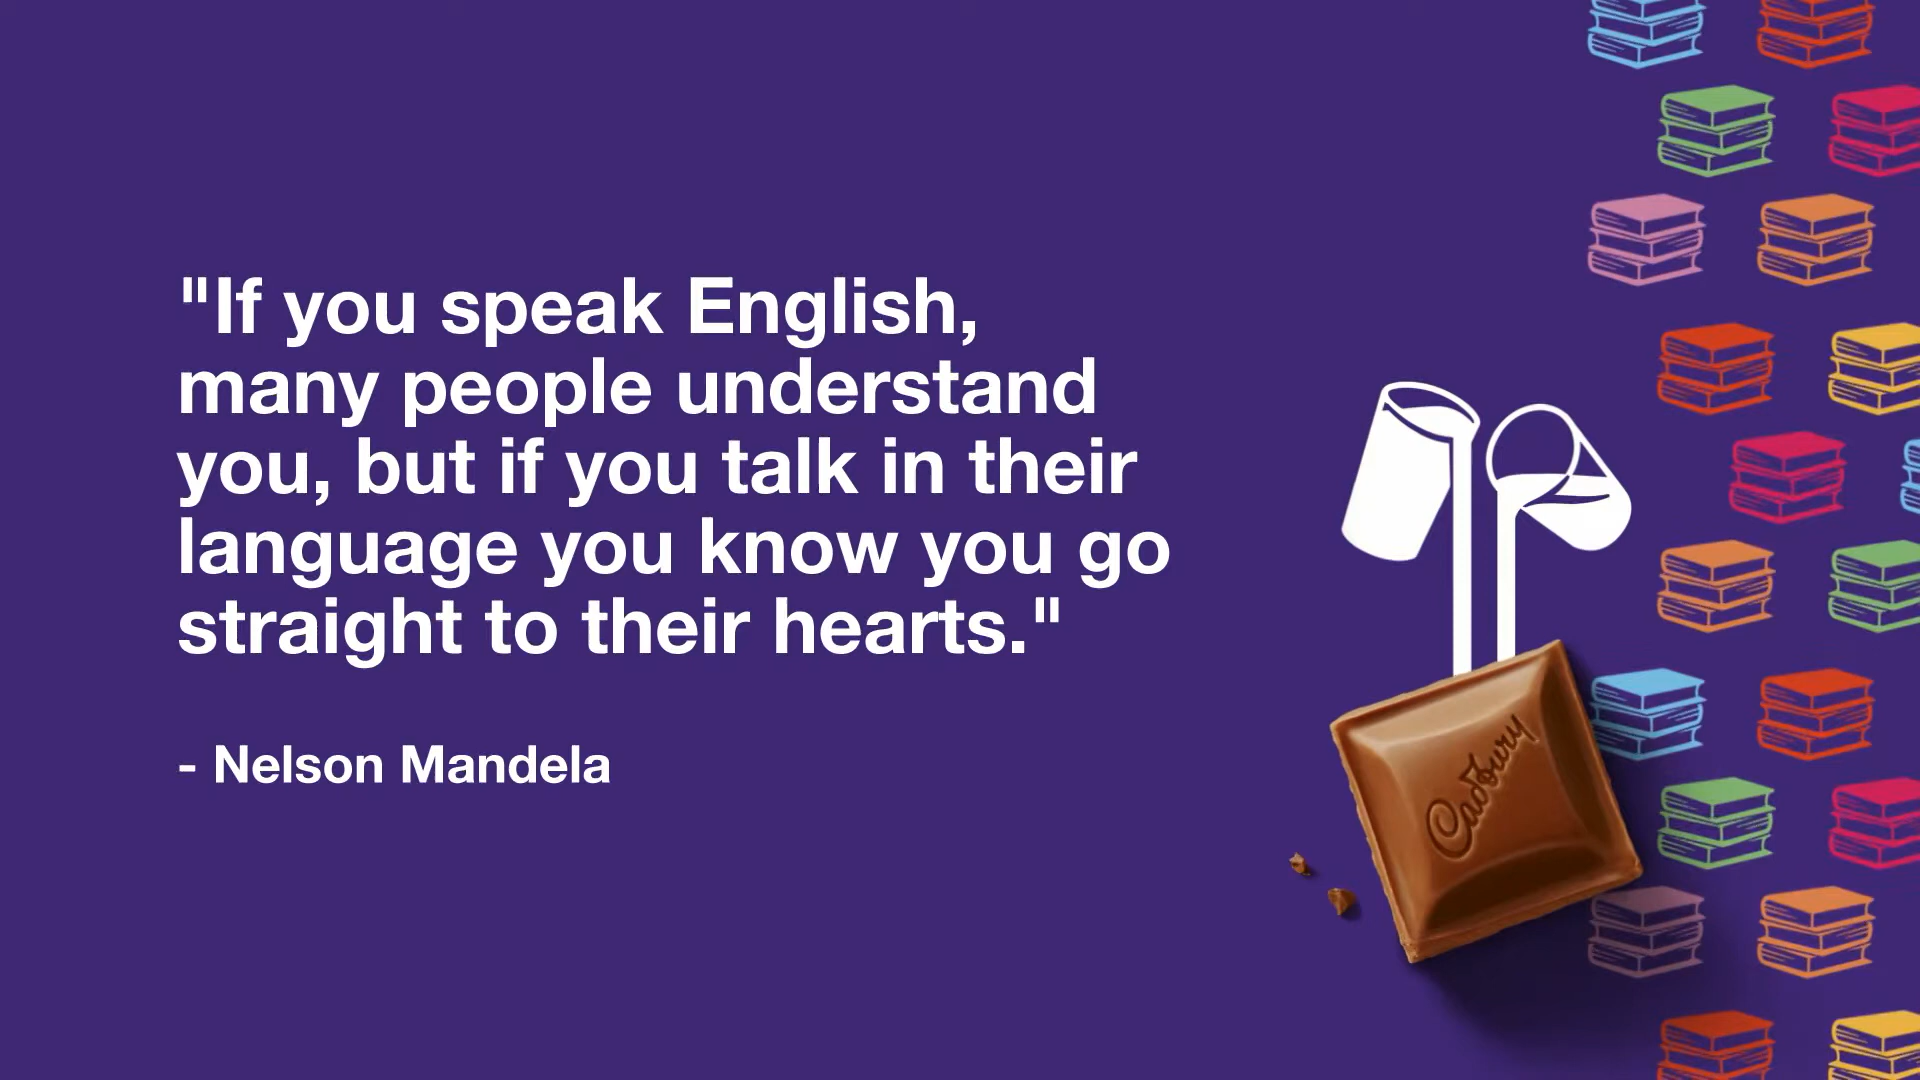 "If you speak English,
many people understand
you, but if you talk in their
language you know you go
straight to their hearts."
- Nelson Mandela
Cadbury